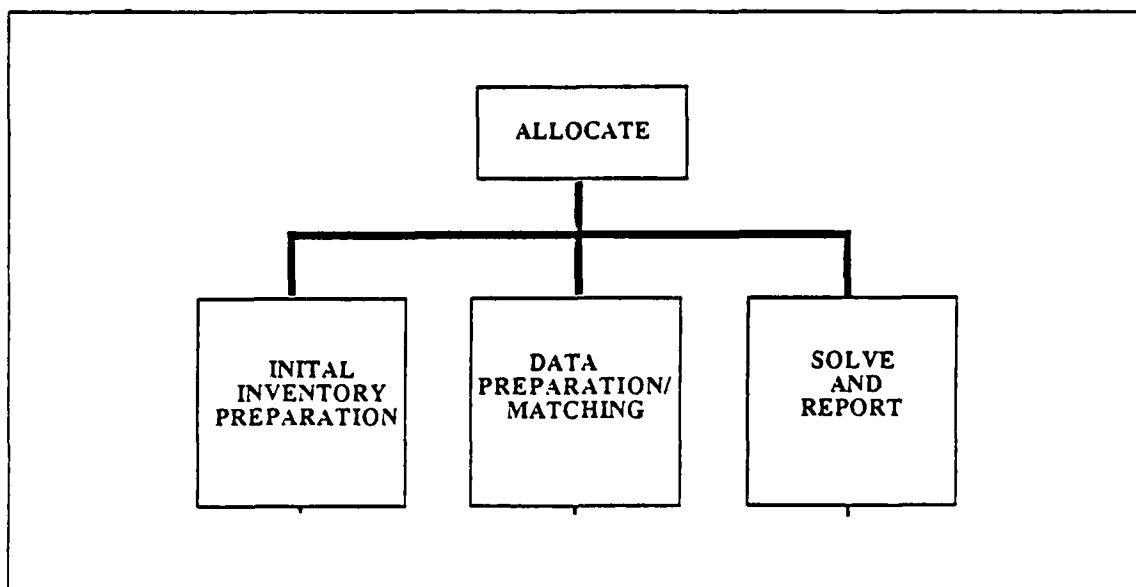 ALLOCATE
INITAL
INVENTORY
PREPARATION
DATA
PREPARATION/
MATCHING
SOLVE
AND
REPORT